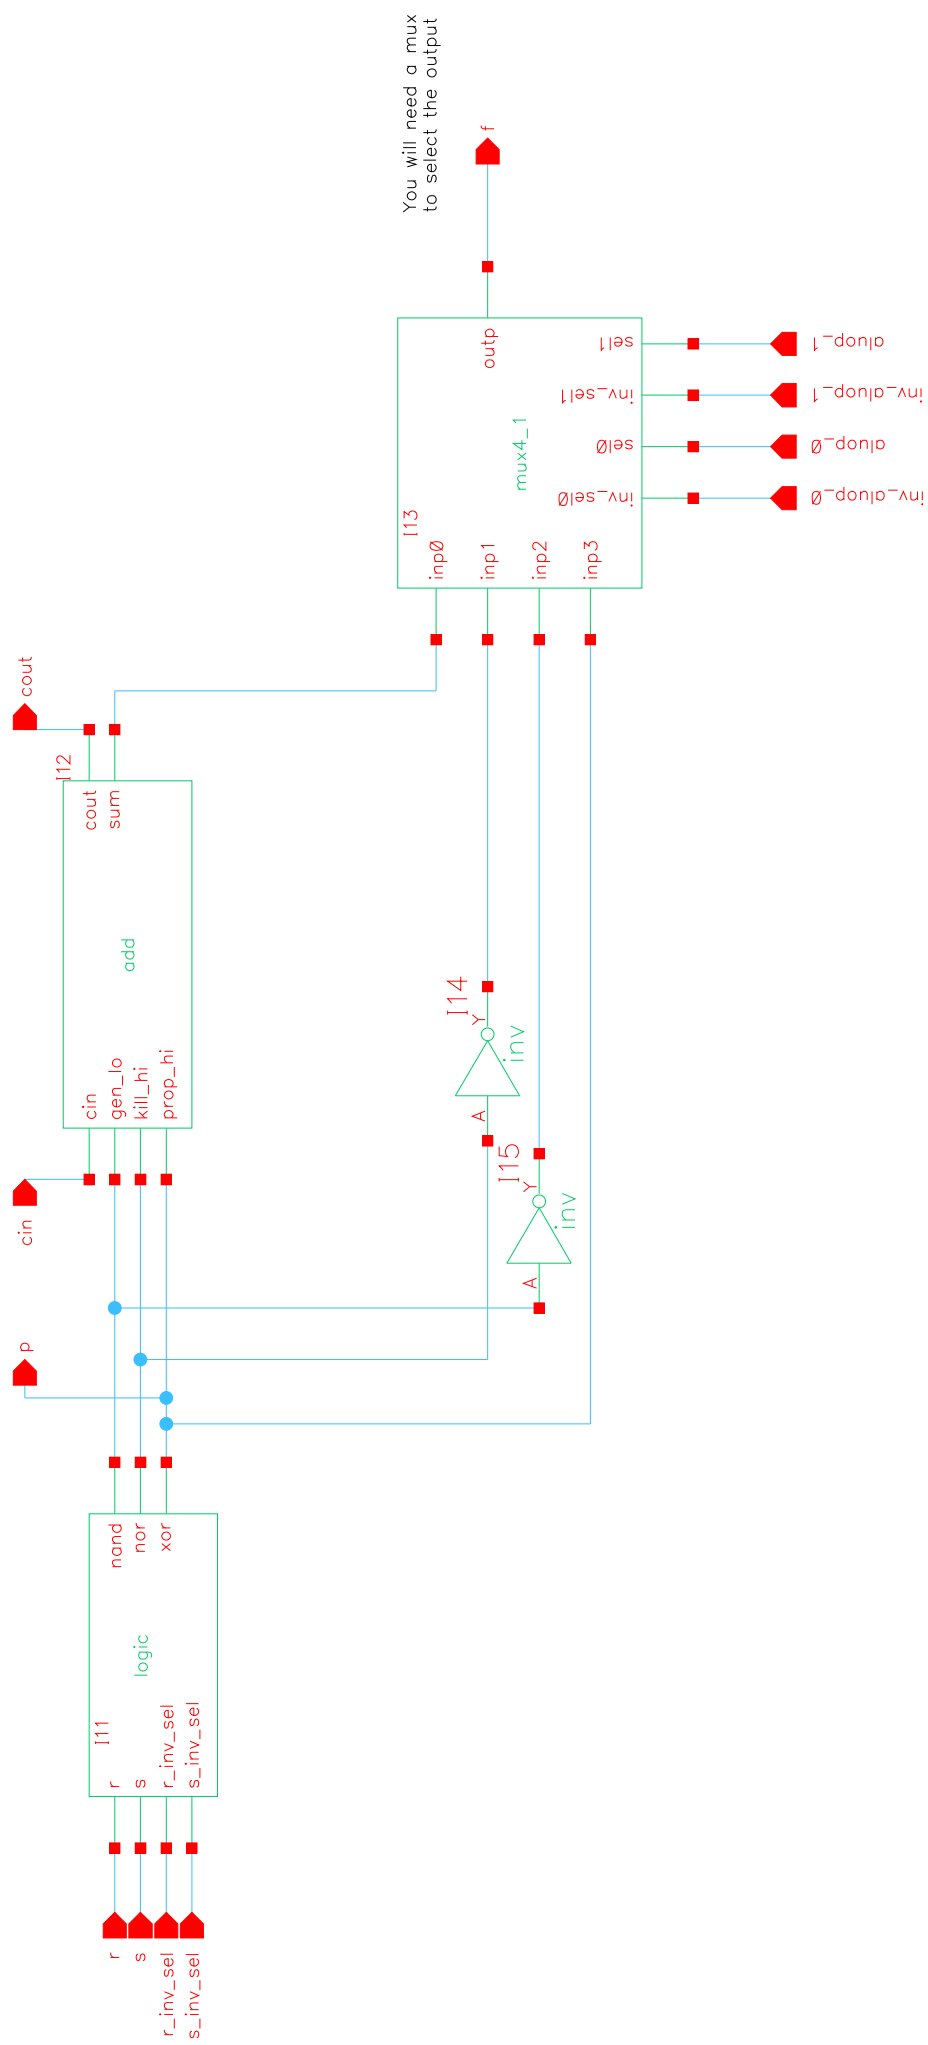 You will need a mux
to select the output
f
outp
sel1
inv_sel1
sel0
inv_sel0
aluop_1
inv_aluop_1
aluop_0
inv_aluop_0
mux4_1
I13
inp0
inp1
inp2
inp3
cout
I12
cout
sum
add
cin
gen_lo
kill_hi
prop_hi
cin
p
I14
Y
inv
A
I15
Y
inv
A
nand
nor
xor
logic
I11
r
s
r_inv_sel
s_inv_sel
r
s
r_inv_sel
s_inv_sel